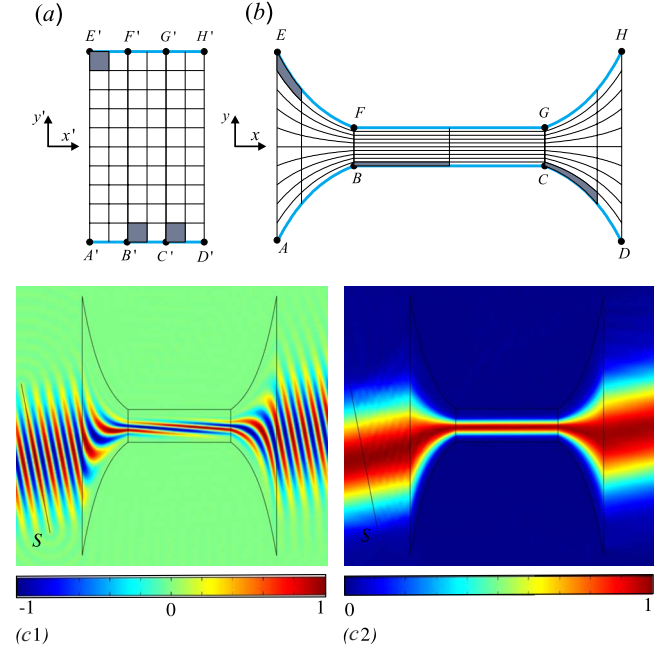 (a)
E' F' G' H'
y'
x'
A' B' C' D'
(b)
E H
F G
y
x
B C
A D
S
S
-1 0 1
0 1
(c1)
(c2)